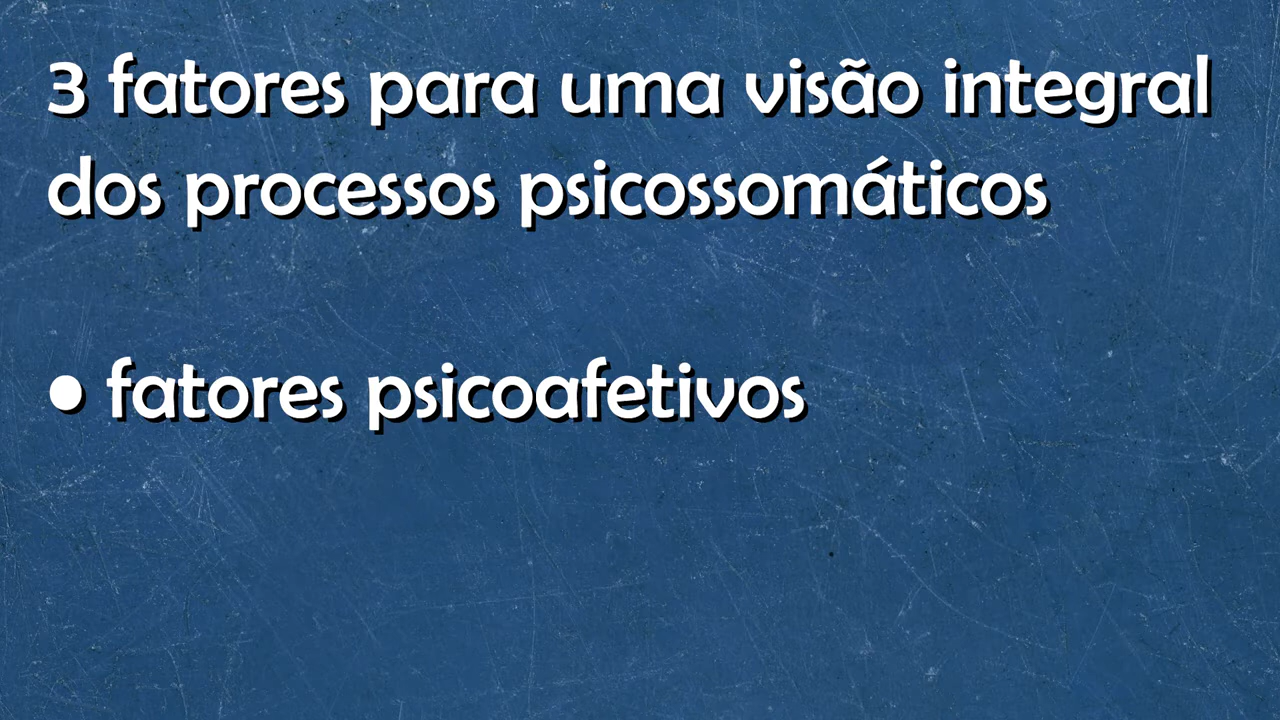 3 fatores para uma visão integral
dos processos psicossomáticos
• fatores psicoafetivos